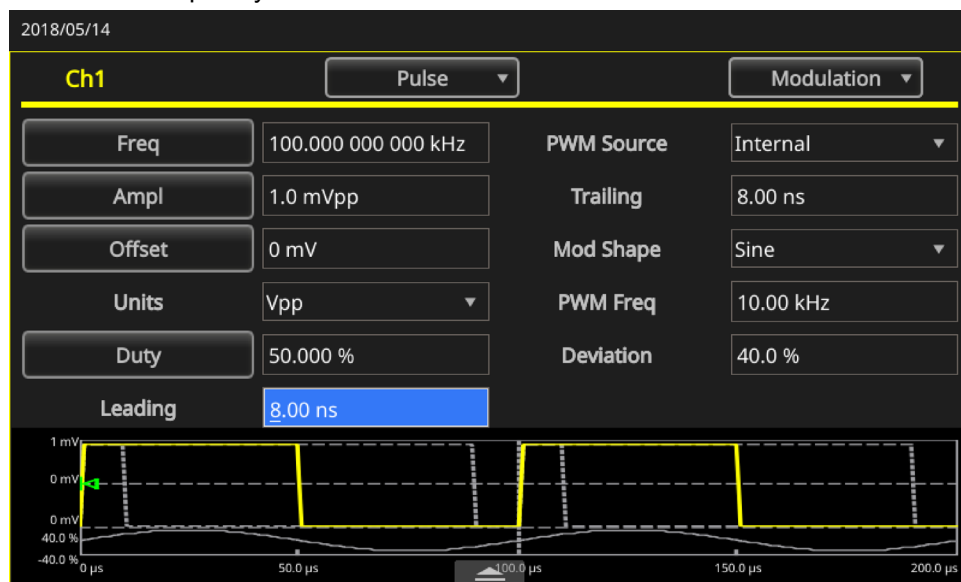 2018/05/14
Ch1 Pulse Modulation
Freq 100.000 000 000 kHz PWM Source Internal
Ampl 1.0 mVpp Trailing 8.00 ns
Offset 0 mV Mod Shape Sine
Units Vpp PWM Freq 10.00 kHz
Duty 50.000 % Deviation 40.0 %
Leading 8.00 ns
1 mV
0 mV
0 mV
40.0 %
-40.0 %
0 µs 50.0 µs 100.0 µs 150.0 µs 200.0 µs